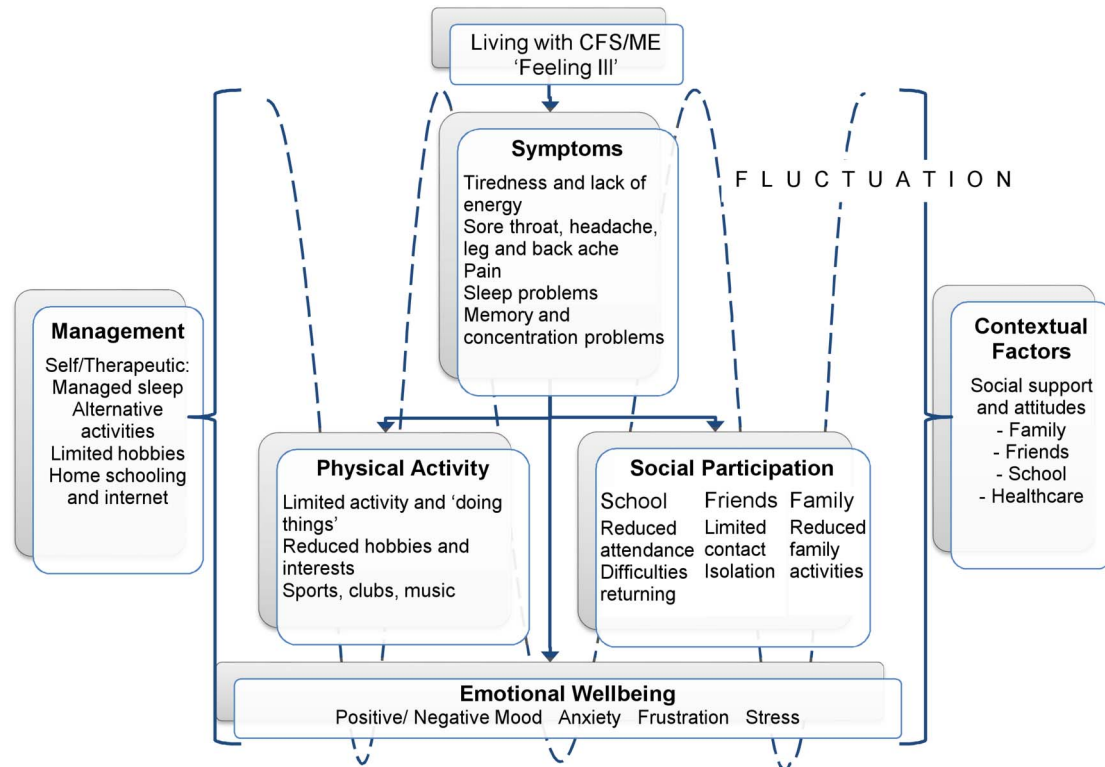 Living with CFS/ME
‘Feeling Ill’
Symptoms
Tiredness and lack of
energy
Sore throat, headache,
leg and back ache
Pain
Sleep problems
Memory and
concentration problems
F L U C T U A T I O N
Management
Self/Therapeutic:
Managed sleep
Alternative
activities
Limited hobbies
Home schooling
and internet
Contextual
Factors
Social support
and attitudes
- Family
- Friends
- School
- Healthcare
Physical Activity
Limited activity and ‘doing
things’
Reduced hobbies and
interests
Sports, clubs, music
Social Participation
School
Reduced
attendance
Difficulties
returning
Friends
Limited
contact
Isolation
Family
Reduced
family
activities
Emotional Wellbeing
Positive/ Negative Mood Anxiety Frustration Stress